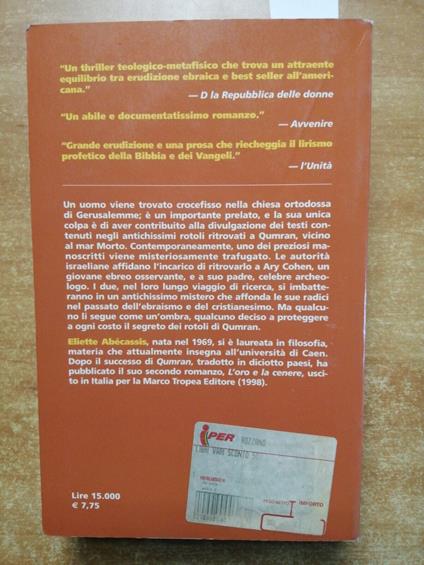 “Un thriller teologico-metafisico che trova un attraente
equilibrio tra erudizione ebraica e best seller all’ameri-
cana.”
— D la Repubblica delle donne
“Un abile e documentatissimo romanzo.”
— Avvenire
“Grande erudizione e una prosa che riecheggia il lirismo
profetico della Bibbia e dei Vangeli.”
— l’Unità
Un uomo viene trovato crocefisso nella chiesa ortodossa
di Gerusalemme; è un importante prelato, e la sua unica
colpa è di aver contribuito alla divulgazione dei testi con-
tenuti negli antichissimi rotoli ritrovati a Qumran, vicino
al mar Morto. Contemporaneamente, uno dei preziosi ma-
noscritti viene misteriosamente trafugato. Le autorità
israeliane affidano l’incarico di ritrovarlo a Ary Cohen, un
giovane ebreo osservante, e a suo padre, celebre archeo-
logo. I due, nel loro lungo viaggio di ricerca, si imbatte-
ranno in un antichissimo mistero che affonda le sue radici
nel passato dell’ebraismo e del cristianesimo. Ma qualcu-
no li segue come un’ombra, qualcuno deciso a proteggere
a ogni costo il segreto dei rotoli di Qumran.
Eliette Abécassis, nata nel 1969, si è laureata in filosofia,
materia che attualmente insegna all’università di Caen.
Dopo il successo di Qumran, tradotto in diciotto paesi, ha
pubblicato il suo secondo romanzo, L’oro e la cenere, usci-
to in Italia per la Marco Tropea Editore (1998).
iPER ROZZANO
LIBRI VARI SCONTO
PESO NETTO IMPORTO
Lire 15.000
€ 7,75